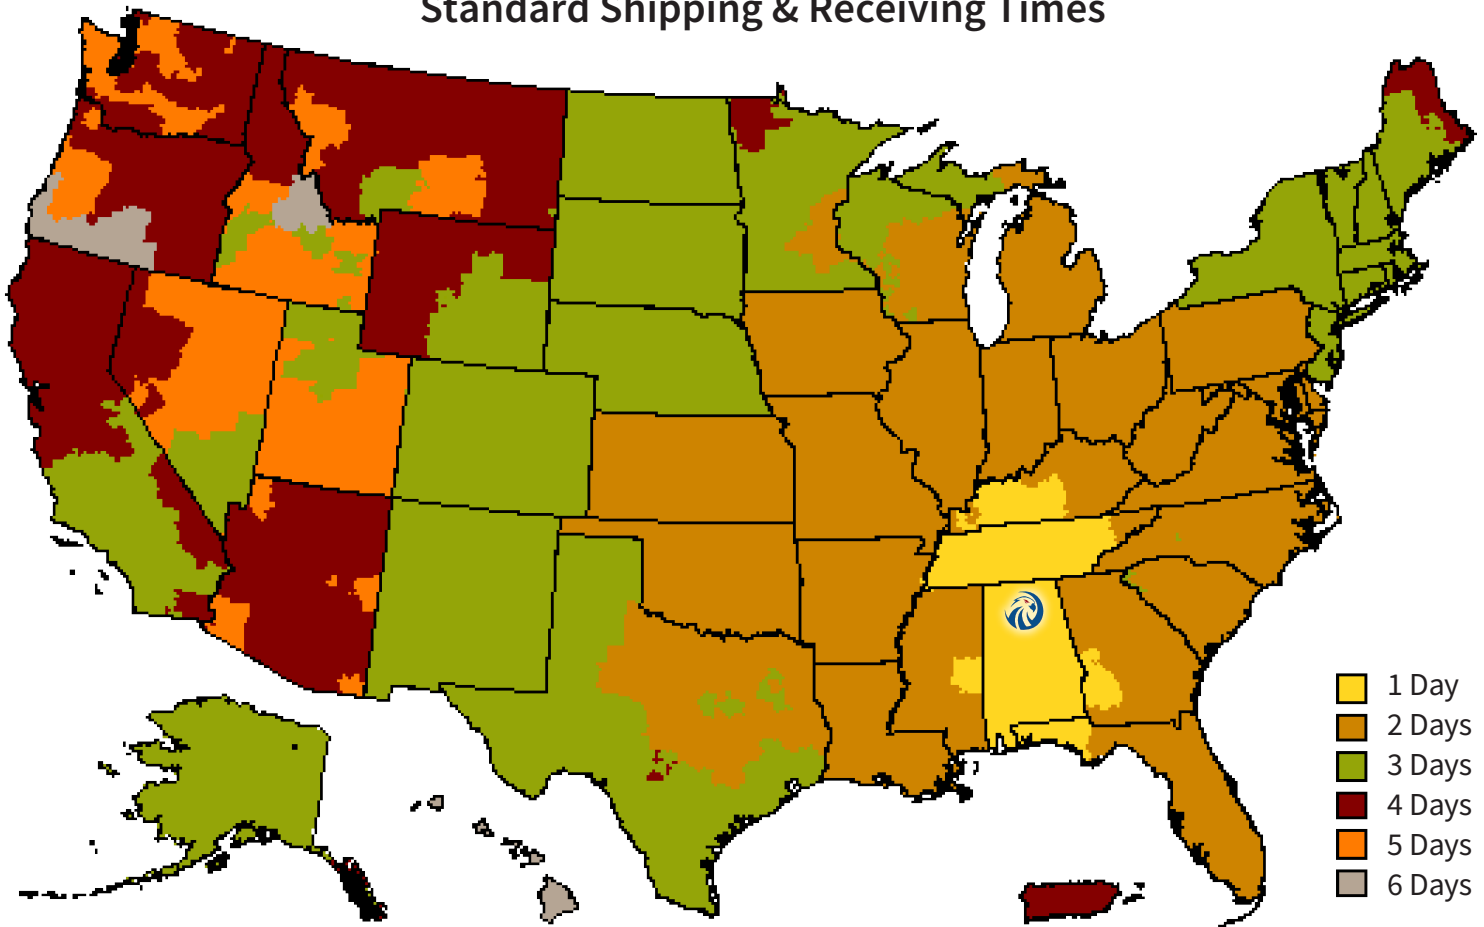 Standard Shipping & Receiving Times
1 Day
2 Days
3 Days
4 Days
5 Days
6 Days